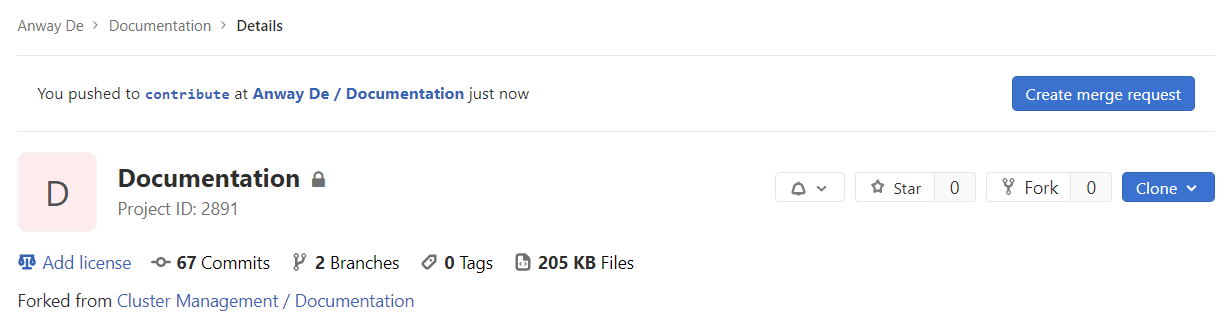 Anway De > Documentation > Details
You pushed to contribute at Anway De / Documentation just now
Create merge request
D
Documentation
Project ID: 2891
Star 0
Fork 0
Clone
Add license
67 Commits
2 Branches
0 Tags
205 KB Files
Forked from Cluster Management / Documentation